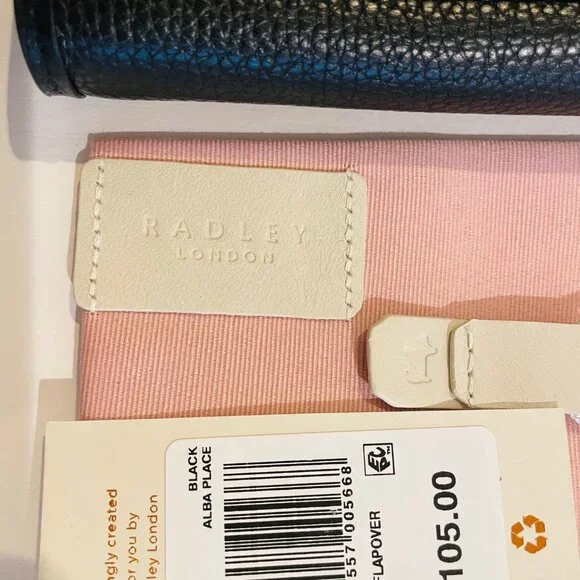 RADLEY
LONDON
ngly created
or you by
dley London
BLACK
ALBA PLACE
557 005668
FLAPOVER
105.00